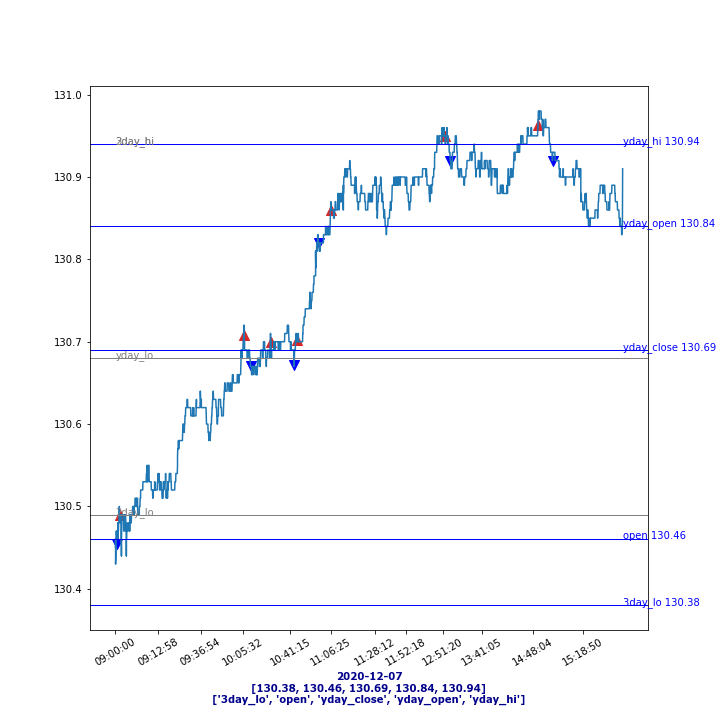 131.0
130.9
130.8
130.7
130.6
130.5
130.4
3day_hi
yday_hi 130.94
yday_open 130.84
yday_close 130.69
yday_lo
open 130.46
3day_lo 130.38
09:00:00
09:12:58
09:36:54
10:05:32
10:41:15
11:06:25
11:28:12
11:52:18
12:51:20
13:41:05
14:48:04
15:18:50
2020-12-07
[130.38, 130.46, 130.69, 130.84, 130.94]
['3day_lo', 'open', 'yday_close', 'yday_open', 'yday_hi']